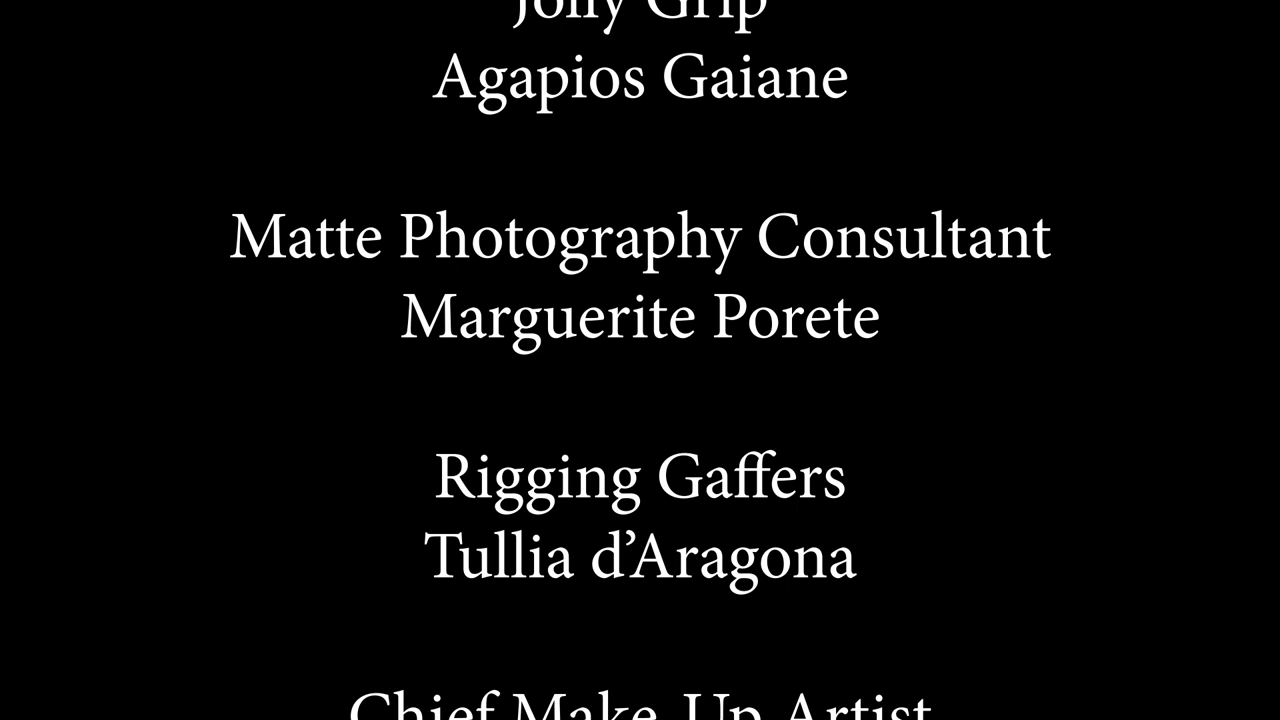 Jolly Grip
Agapios Gaiane
Matte Photography Consultant
Marguerite Porete
Rigging Gaffers
Tullia d’Aragona
Chief Make-Up Artist